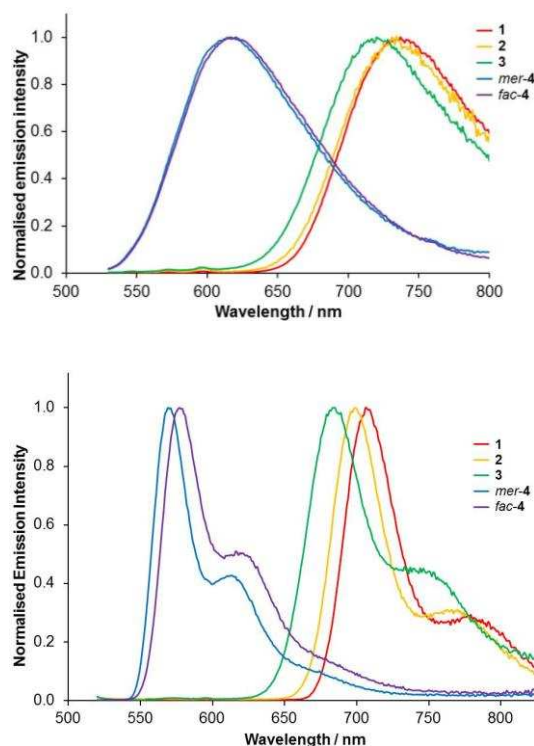 Normalised emission intensity
1.0
0.8
0.6
0.4
0.2
0.0
500 550 600 650 700 750 800
Wavelength / nm
1
2
3
mer-4
fac-4
Normalised Emission Intensity
1.0
0.8
0.6
0.4
0.2
0.0
500 550 600 650 700 750 800
Wavelength / nm
1
2
3
mer-4
fac-4